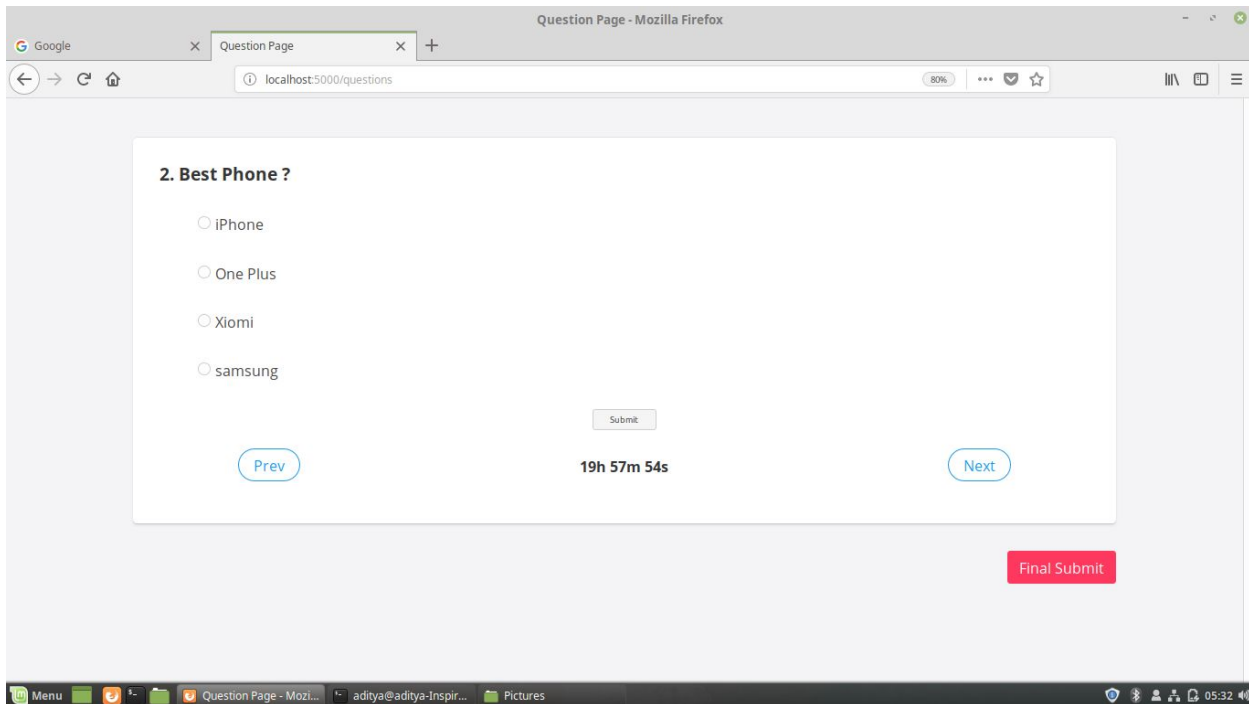 Question Page - Mozilla Firefox
Google
Question Page
localhost:5000/questions
80%
2. Best Phone ?
iPhone
One Plus
Xiomi
samsung
Submit
Prev
19h 57m 54s
Next
Final Submit
Menu
Question Page - Mozi...
aditya@aditya-Inspir...
Pictures
05:32